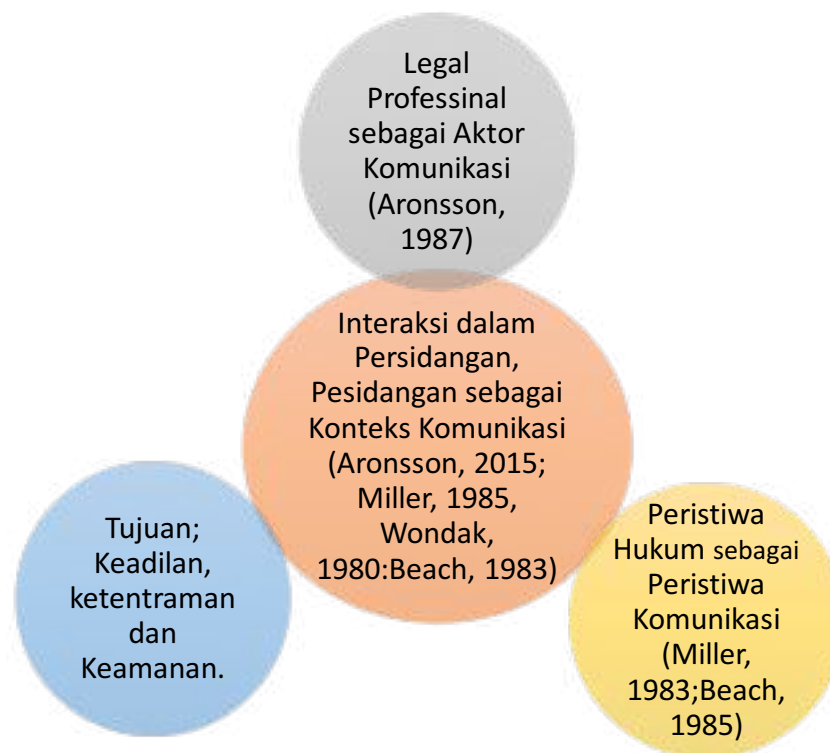 Legal
Professinal
sebagai Aktor
Komunikasi
(Aronsson,
1987)
Interaksi dalam
Persidangan,
Pesidangan sebagai
Konteks Komunikasi
(Aronsson, 2015;
Miller, 1985,
Wondak,
1980:Beach, 1983)
Tujuan;
Keadilan,
ketentraman
dan
Keamanan.
Peristiwa
Hukum sebagai
Peristiwa
Komunikasi
(Miller,
1983;Beach,
1985)